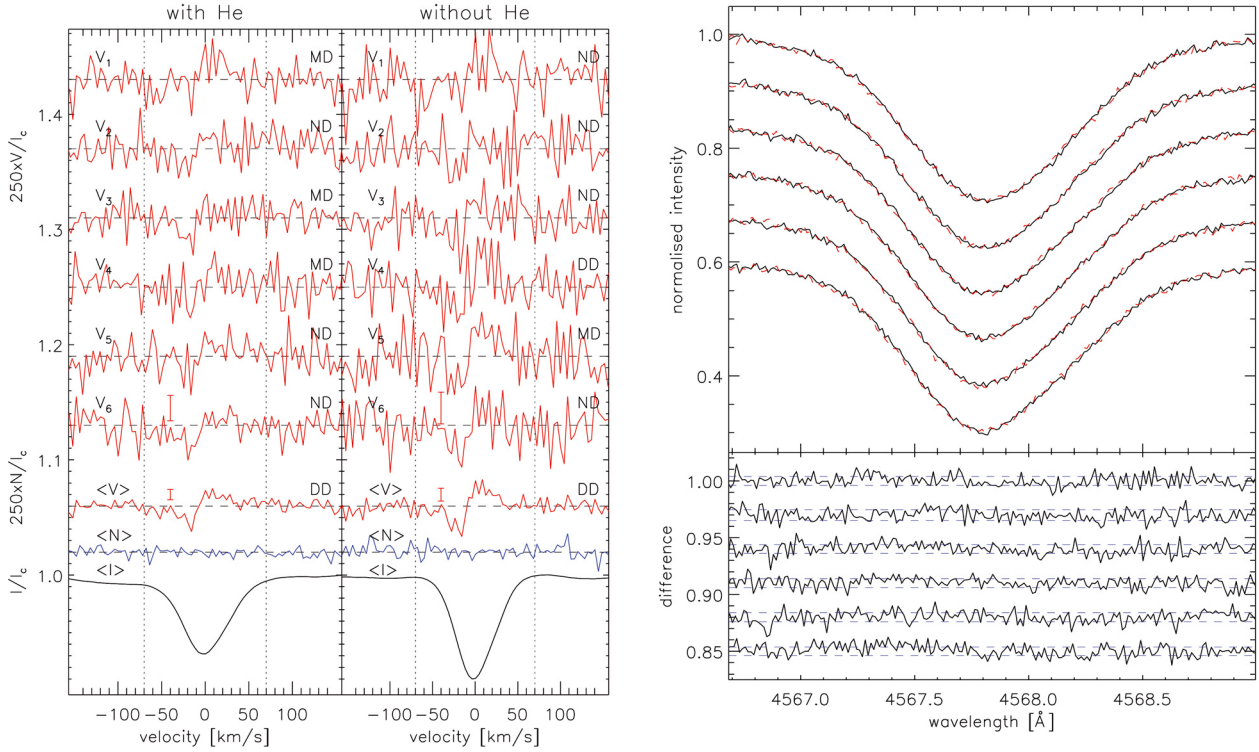 with He
without He
V1 MD
V1 ND
V2 ND
V2 ND
V3 MD
V3 ND
V4 MD
V4 DD
V5 ND
V5 MD
V6 ND
V6 ND
<V> DD
<V> DD
<N>
<N>
<I>
<I>
1.4
1.3
1.2
1.1
1.0
250xV/Ic
250xN/Ic
I/Ic
-100 -50 0 50 100
-100 -50 0 50 100
velocity [km/s]
velocity [km/s]
1.0
0.8
0.6
0.4
normalised intensity
1.00
0.95
0.90
0.85
difference
4567.0 4567.5 4568.0 4568.5
wavelength [Å]